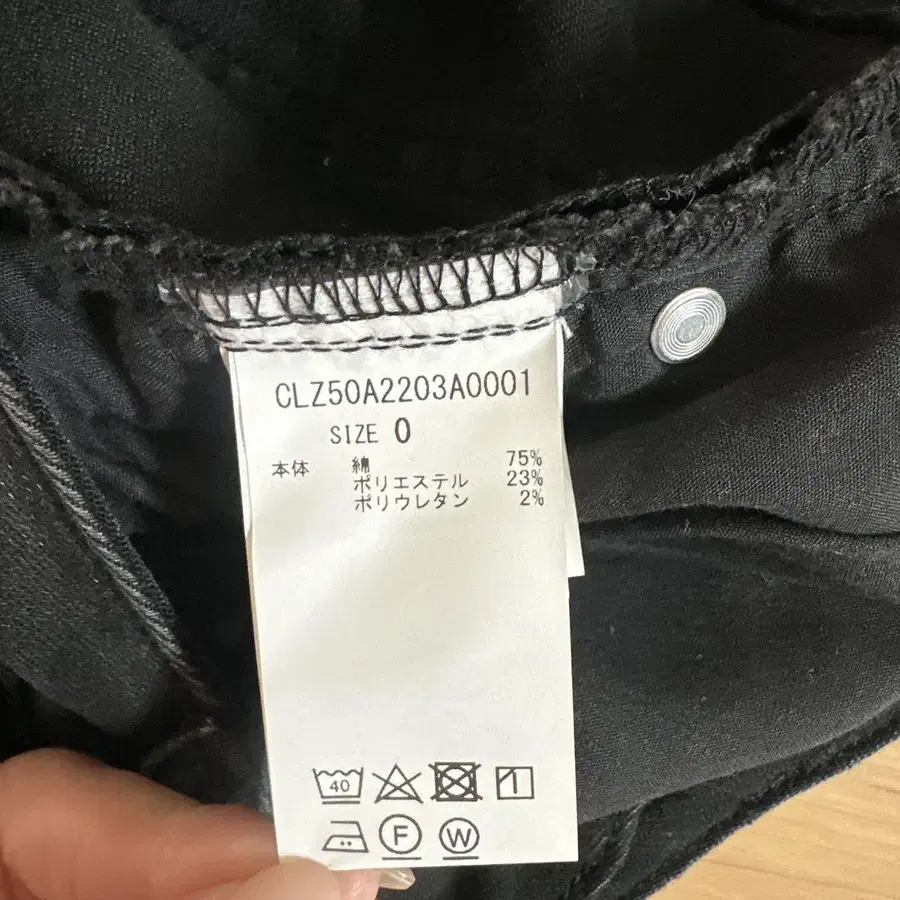 CLZ50A2203A0001
SIZE 0
本体 綿 75%
ポリエステル 23%
ポリウレタン 2%
40
F W